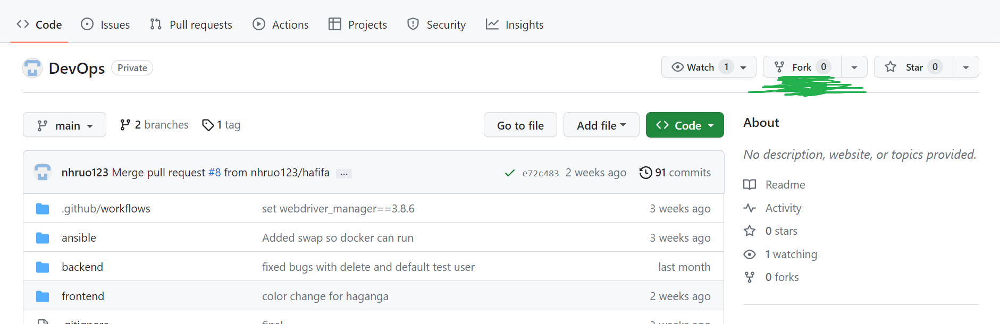 Code Issues Pull requests Actions Projects Security Insights
DevOps Private Watch 1 Fork 0 Star 0
main 2 branches 1 tag Go to file Add file Code
nhruo123 Merge pull request #8 from nhruo123/hafifa ... e72c483 2 weeks ago 91 commits
.github/workflows set webdriver_manager==3.8.6 3 weeks ago
ansible Added swap so docker can run 3 weeks ago
backend fixed bugs with delete and default test user last month
frontend color change for haganga 2 weeks ago
.gitignore final 3 weeks ago
About
No description, website, or topics provided.
Readme
Activity
0 stars
1 watching
0 forks